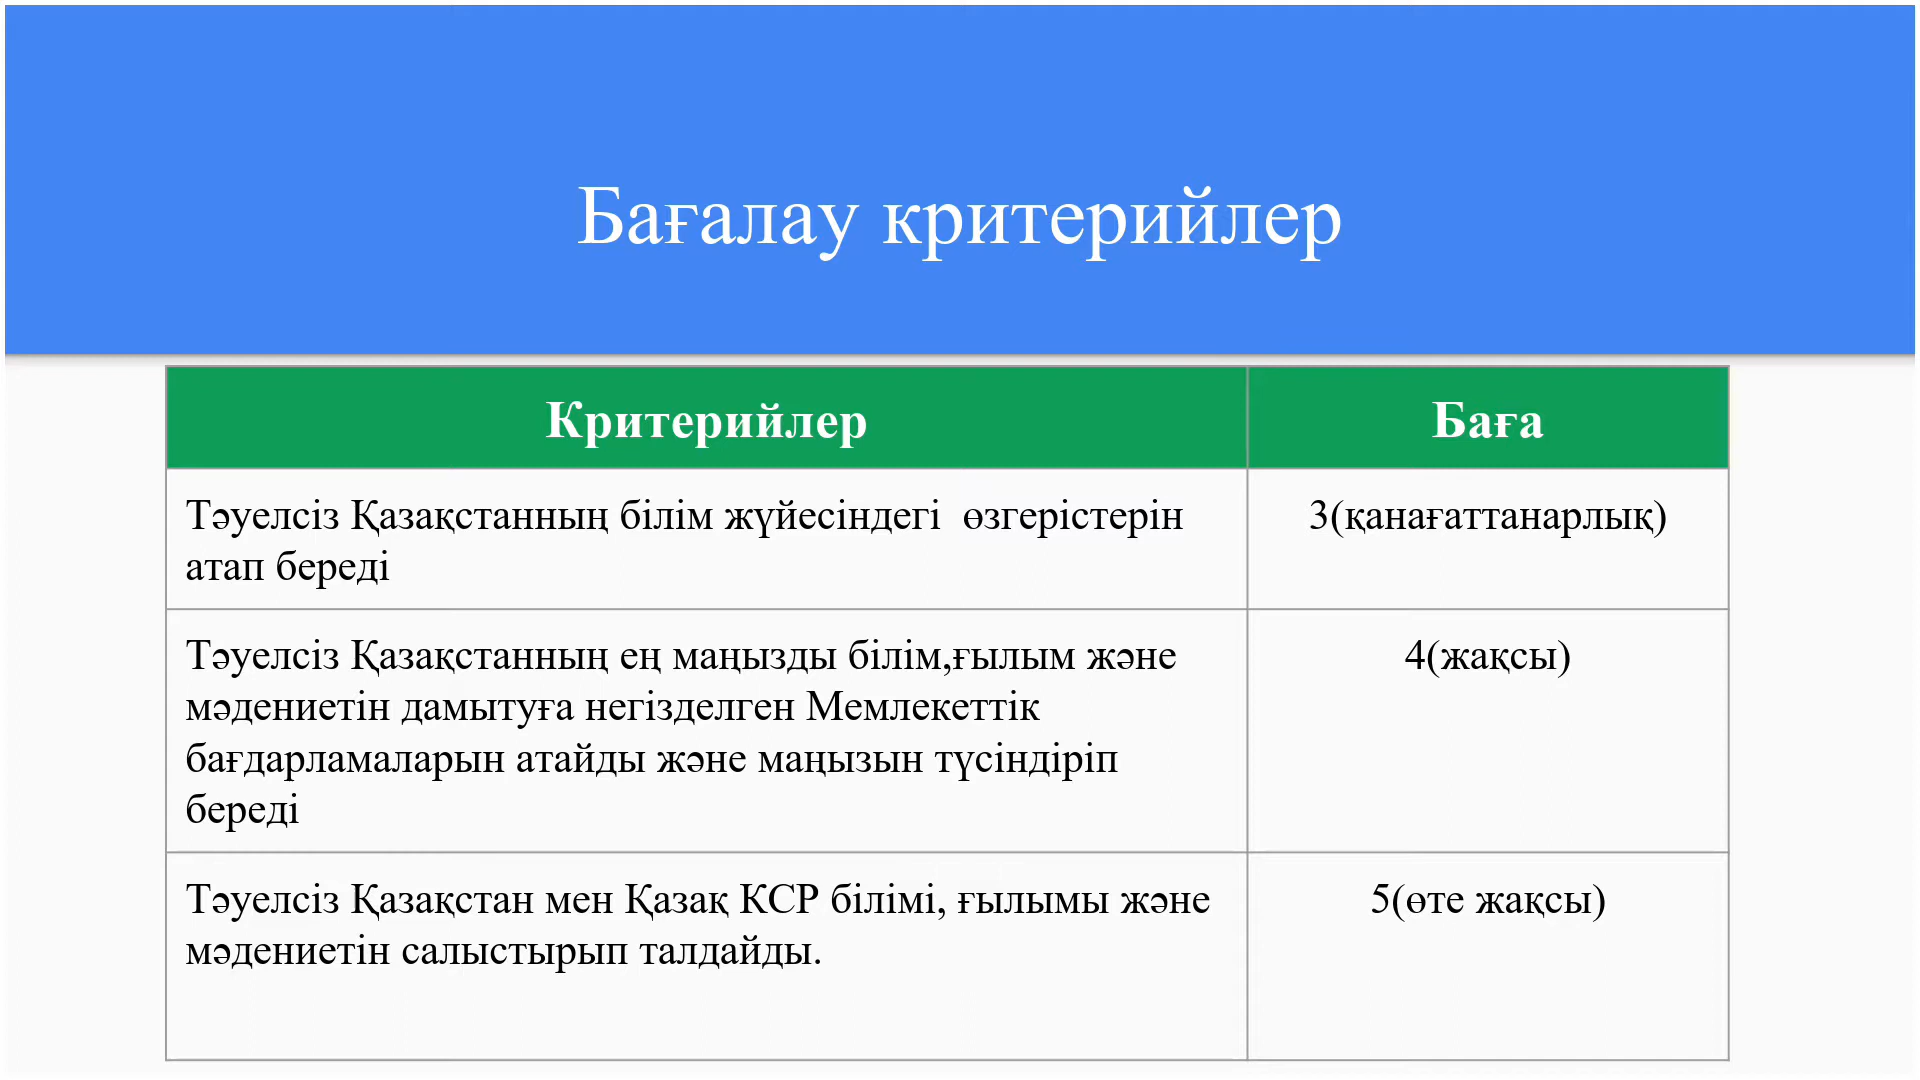 Бағалау критерийлер
Критерийлер
Баға
Тәуелсіз Қазақстанның білім жүйесіндегі  өзгерістерін
атап береді
3(қанағаттанарлық)
Тәуелсіз Қазақстанның ең маңызды білім,ғылым және
мәдениетін дамытуға негізделген Мемлекеттік
бағдарламаларын атайды және маңызын түсіндіріп
береді
4(жақсы)
Тәуелсіз Қазақстан мен Қазақ КСР білімі, ғылымы және
мәдениетін салыстырып талдайды.
5(өте жақсы)